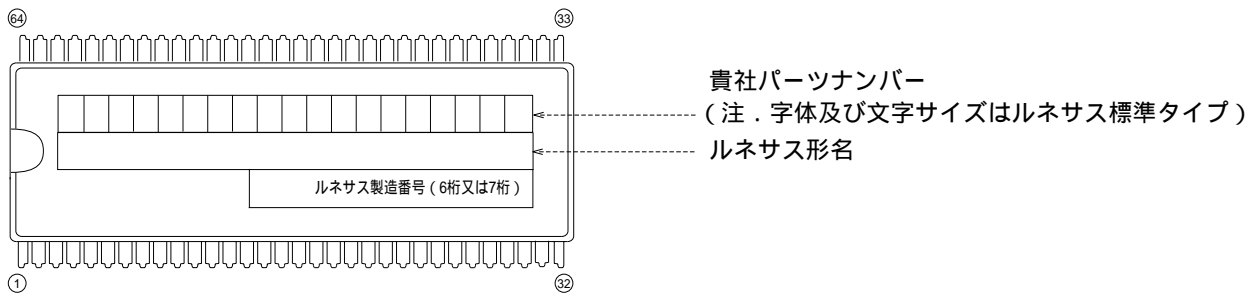 64 33
貴社パーツナンバー
(注.字体及び文字サイズはルネサス標準タイプ)
ルネサス形名
ルネサス製造番号(6桁又は7桁)
1 32